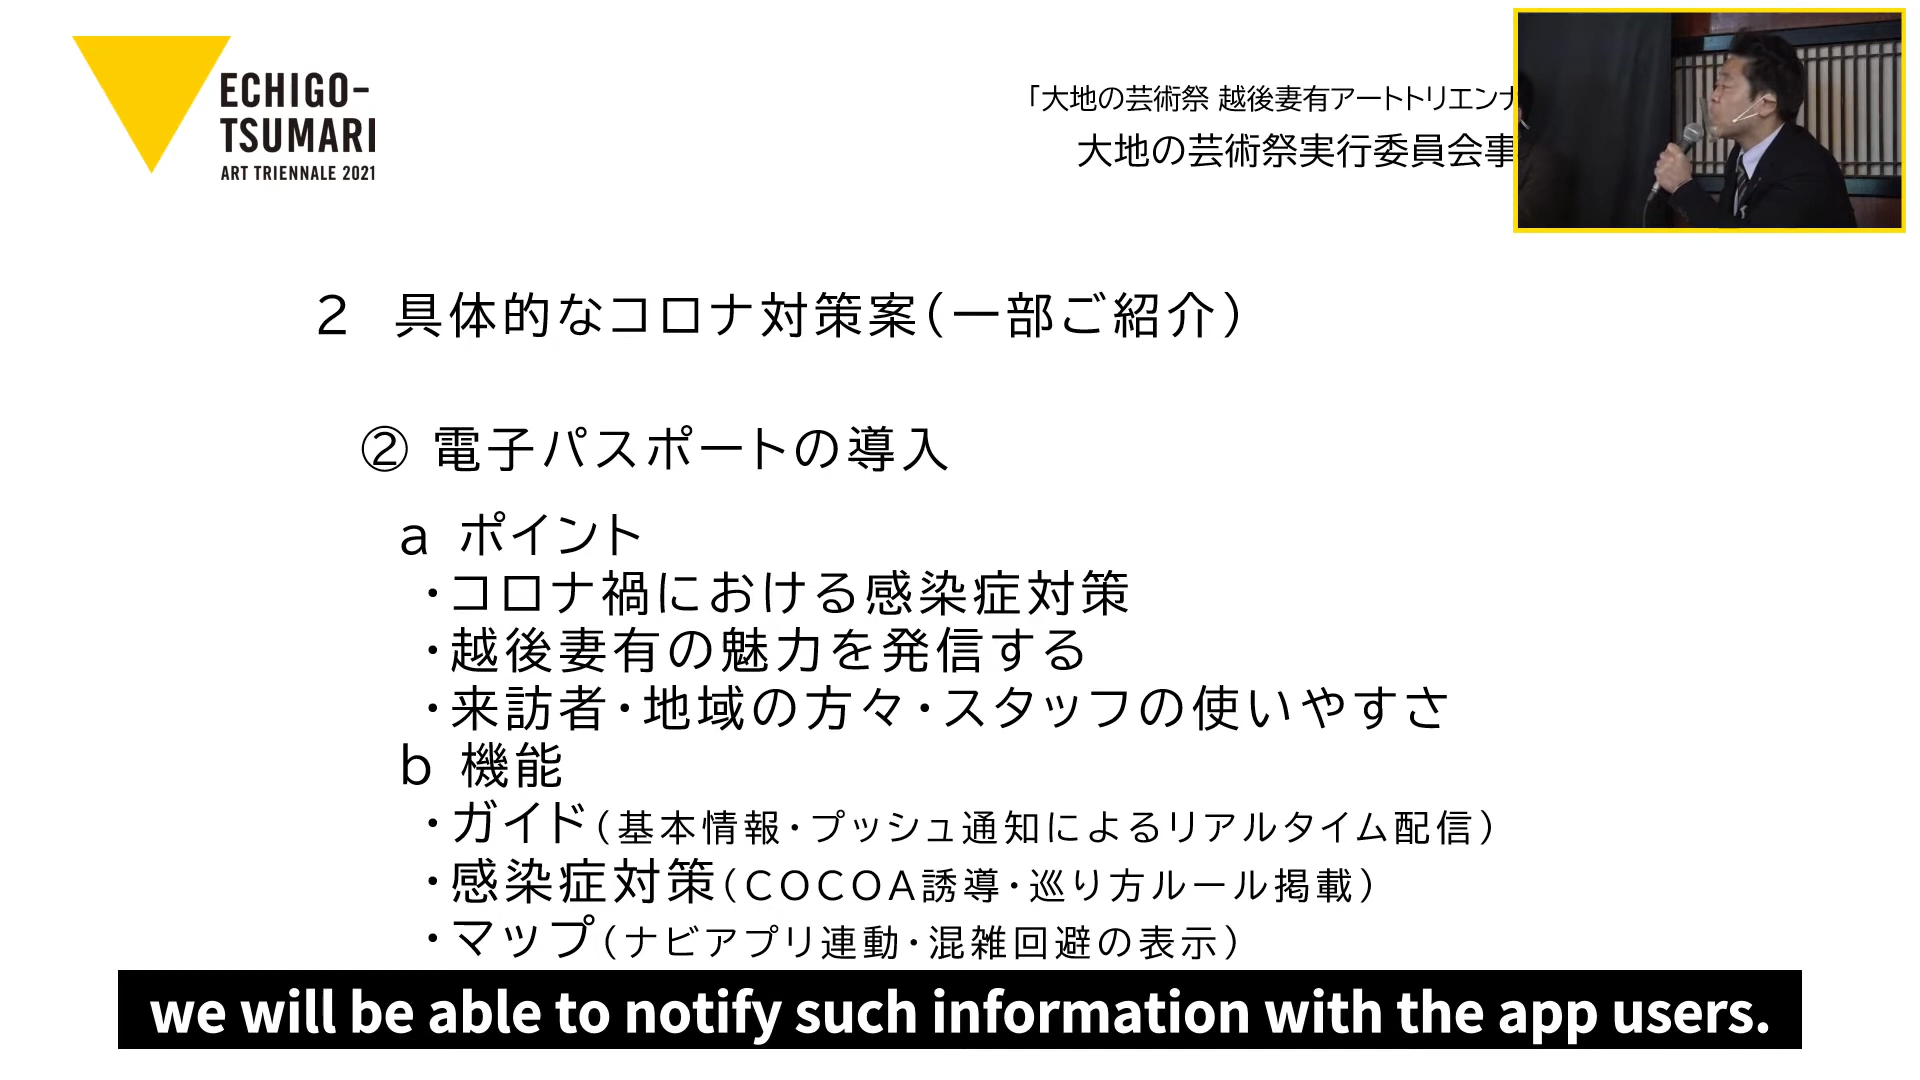 ECHIGO-
TSUMARI
ART TRIENNALE 2021
「大地の芸術祭 越後妻有アートトリエンナ
大地の芸術祭実行委員会事
2 具体的なコロナ対策案(一部ご紹介)
② 電子パスポートの導入
a ポイント
・コロナ禍における感染症対策
・越後妻有の魅力を発信する
・来訪者・地域の方々・スタッフの使いやすさ
b 機能
・ガイド(基本情報・プッシュ通知によるリアルタイム配信)
・感染症対策(COCOA誘導・巡り方ルール掲載)
・マップ(ナビアプリ連動・混雑回避の表示)
we will be able to notify such information with the app users.